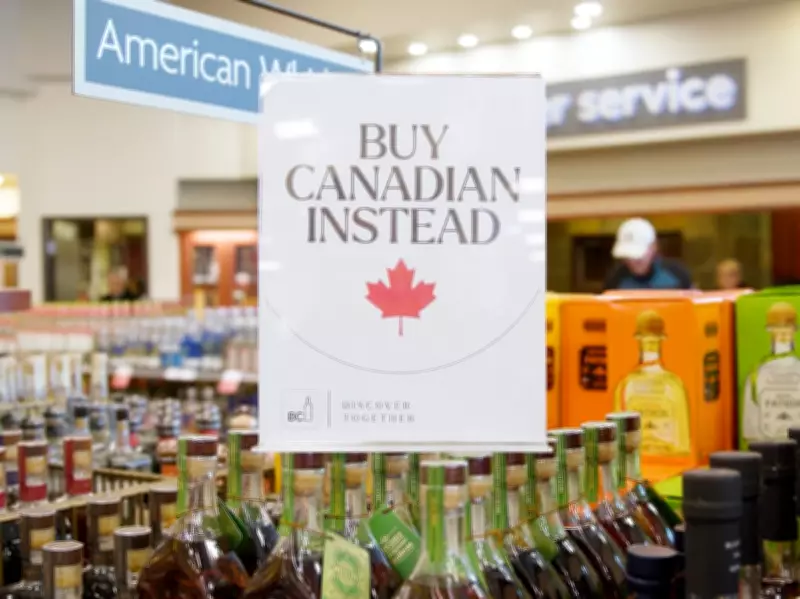 American
service
BUY
CANADIAN
INSTEAD
BC
DISCOVER
TOGETHER